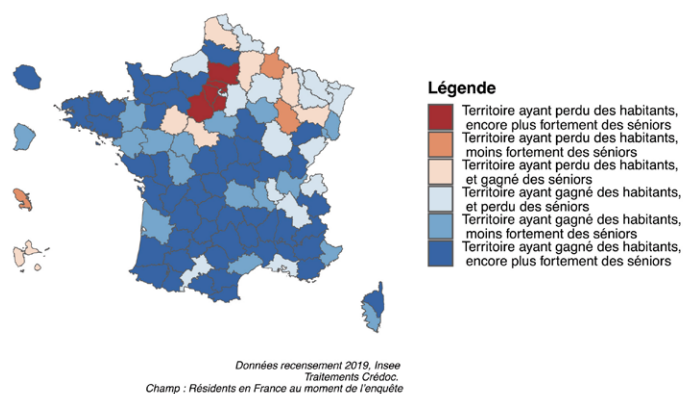 Légende
Territoire ayant perdu des habitants,
encore plus fortement des séniors
Territoire ayant perdu des habitants,
moins fortement des séniors
Territoire ayant perdu des habitants,
et gagné des séniors
Territoire ayant gagné des habitants,
et perdu des séniors
Territoire ayant gagné des habitants,
moins fortement des séniors
Territoire ayant gagné des habitants,
encore plus fortement des séniors
Données recensement 2019, Insee
Traitements Crédoc.
Champ : Résidents en France au moment de l'enquête